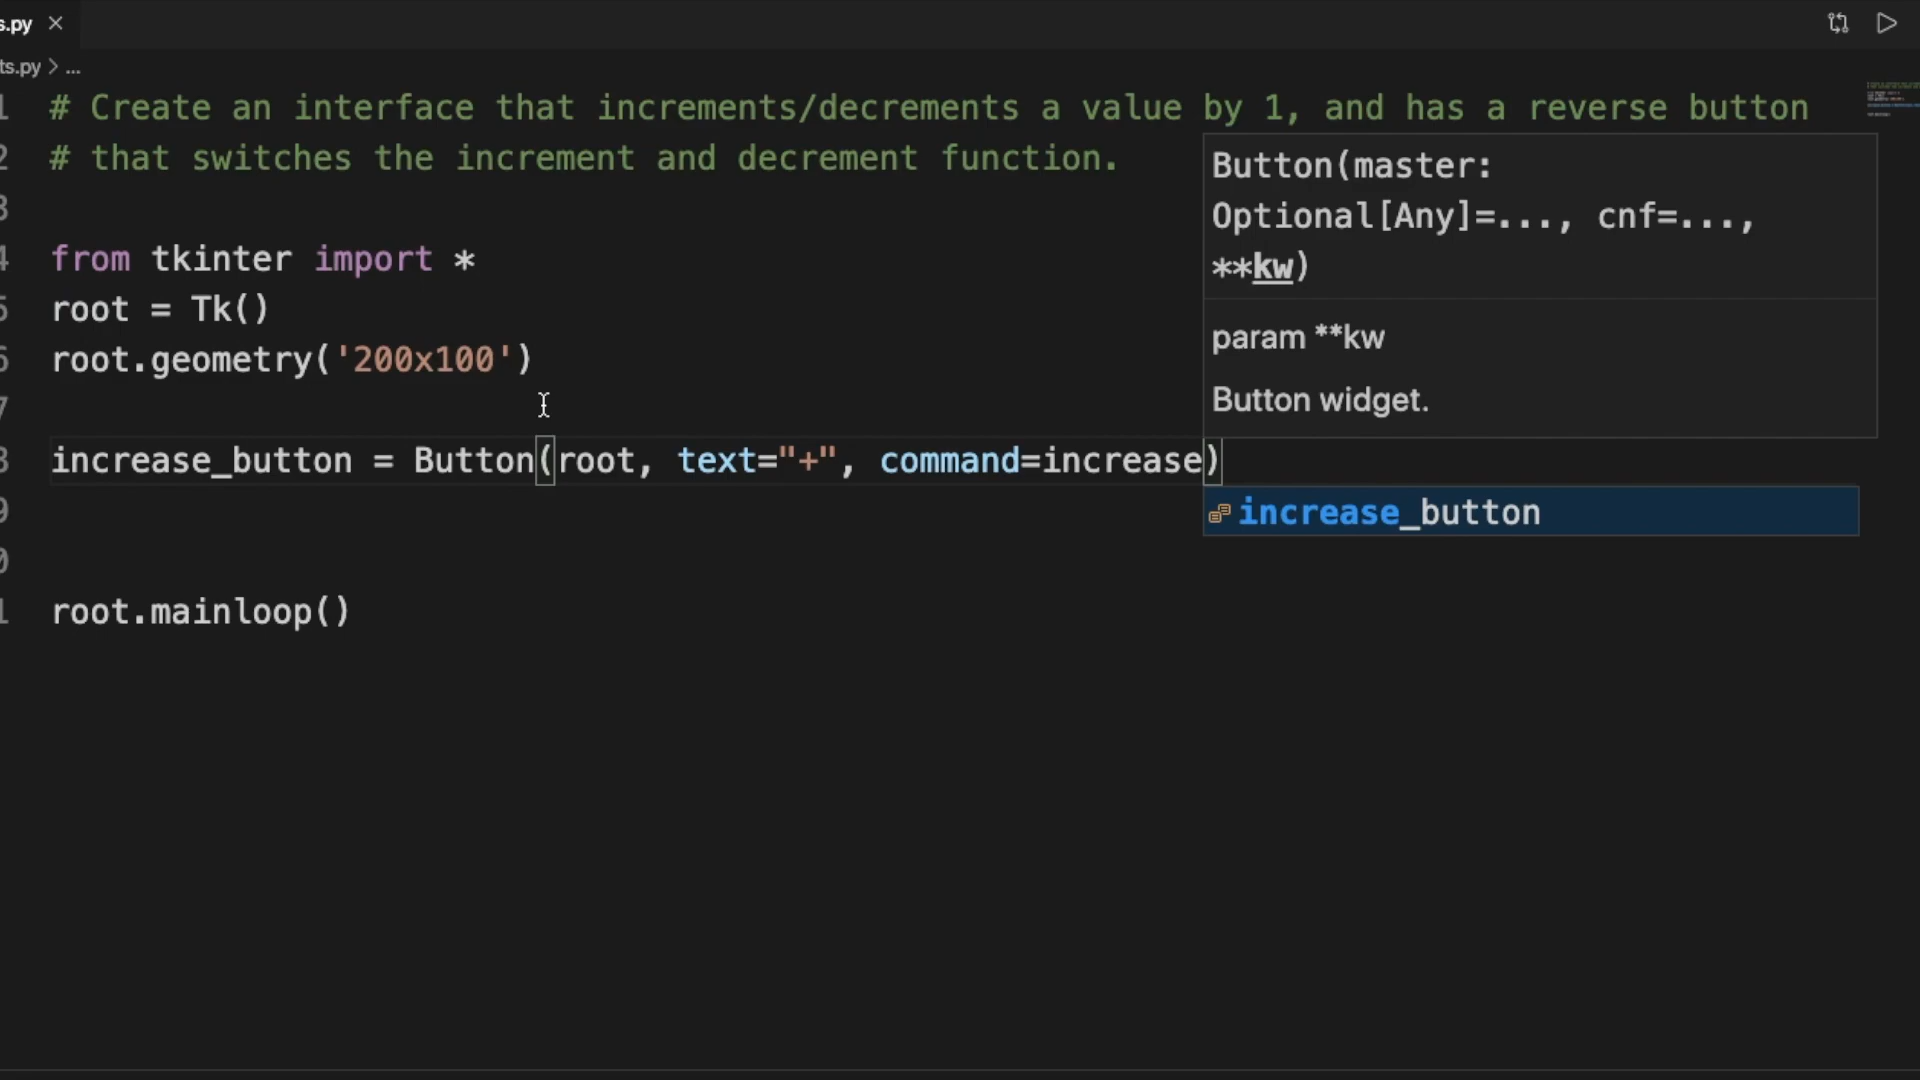 s.py
ts.py > ...
1 # Create an interface that increments/decrements a value by 1, and has a reverse button
2 # that switches the increment and decrement function.
3
4 from tkinter import *
5 root = Tk()
6 root.geometry('200x100')
7
8 increase_button = Button(root, text="+", command=increase)
9
0
1 root.mainloop()
Button(master:
Optional[Any]=..., cnf=...,
**kw)
param **kw
Button widget.
increase_button